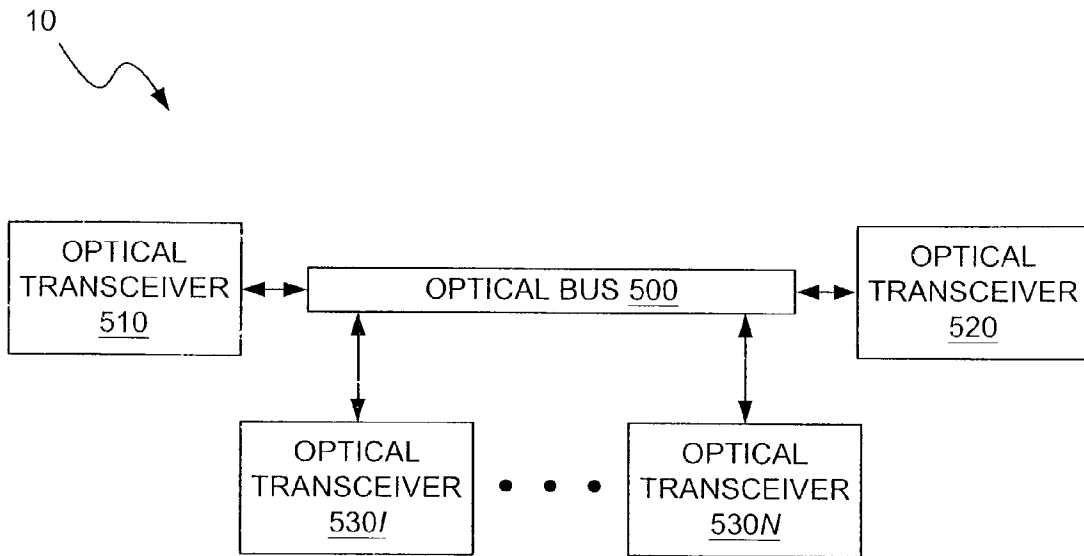 10
OPTICAL
TRANSCEIVER
510
OPTICAL BUS 500
OPTICAL
TRANSCEIVER
520
OPTICAL
TRANSCEIVER
530I
• • •
OPTICAL
TRANSCEIVER
530N